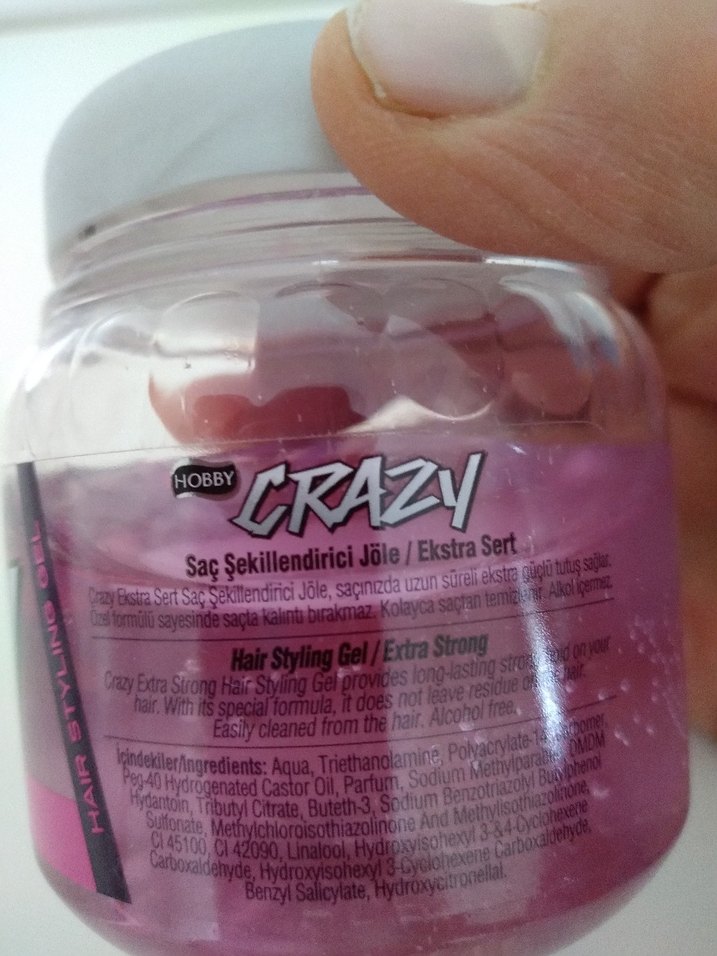 HOBBY
CRAZY
Saç Şekillendirici Jöle / Ekstra Sert
Crazy Ekstra Sert Saç Şekillendirici Jöle, saçınızda uzun süreli ekstra güçlü tutuş sağlar.
Özel formülü sayesinde saçta kalıntı bırakmaz. Kolayca saçtan temizlenir. Alkol içermez.
Hair Styling Gel / Extra Strong
Crazy Extra Strong Hair Styling Gel provides long-lasting strong hold on your
hair. With its special formula, it does not leave residue on the hair.
Easily cleaned from the hair. Alcohol free.
İçindekiler/Ingredients: Aqua, Triethanolamine, Polyacrylate-14, Carbomer,
Peg-40 Hydrogenated Castor Oil, Parfum, Sodium Methylparaben, DMDM
Hydantoin, Tributyl Citrate, Buteth-3, Sodium Benzotriazolyl Butylphenol
Sulfonate, Methylchloroisothiazolinone And Methylisothiazolinone,
CI 45100, CI 42090, Linalool, Hydroxyisohexyl 3-&4-Cyclohexene
Carboxaldehyde, Hydroxyisohexyl 3-Cyclohexene Carboxaldehyde,
Benzyl Salicylate, Hydroxycitronellal.
HAIR STYLING GEL